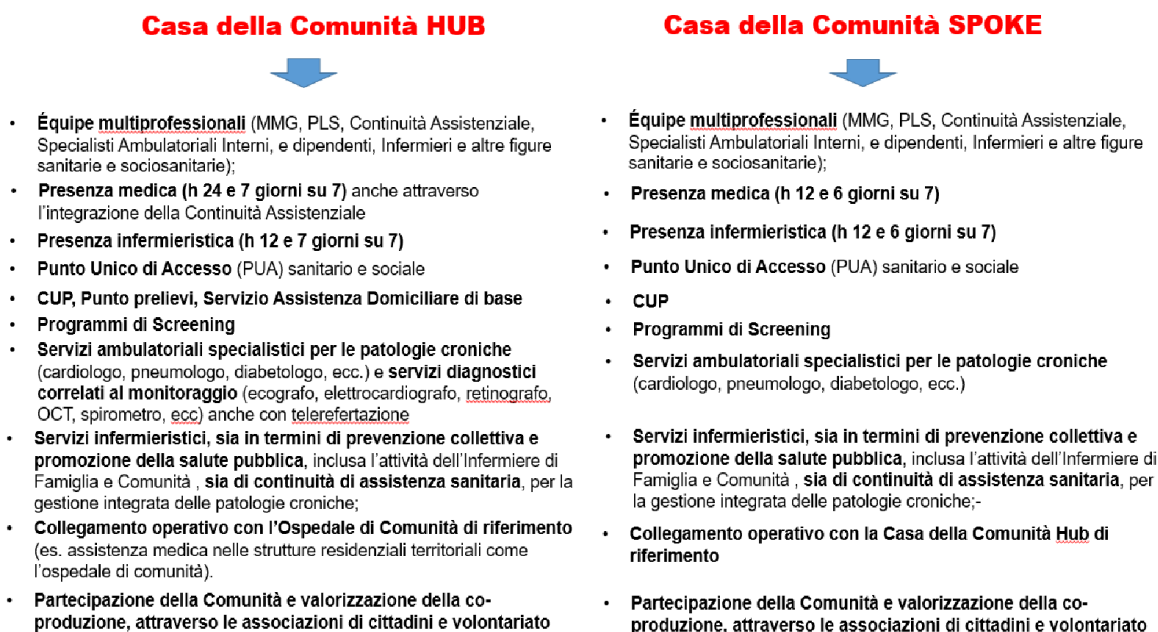 Casa della Comunità HUB
• Équipe multiprofessionali (MMG, PLS, Continuità Assistenziale,
Specialisti Ambulatoriali Interni, e dipendenti, Infermieri e altre figure
sanitarie e sociosanitarie);
• Presenza medica (h 24 e 7 giorni su 7) anche attraverso
l'integrazione della Continuità Assistenziale
• Presenza infermieristica (h 12 e 7 giorni su 7)
• Punto Unico di Accesso (PUA) sanitario e sociale
• CUP, Punto prelievi, Servizio Assistenza Domiciliare di base
• Programmi di Screening
• Servizi ambulatoriali specialistici per le patologie croniche
(cardiologo, pneumologo, diabetologo, ecc.) e servizi diagnostici
correlati al monitoraggio (ecografo, elettrocardiografo, retinografo,
OCT, spirometro, ecc) anche con telerefertazione
• Servizi infermieristici, sia in termini di prevenzione collettiva e
promozione della salute pubblica, inclusa l'attività dell'Infermiere di
Famiglia e Comunità , sia di continuità di assistenza sanitaria, per la
gestione integrata delle patologie croniche;
• Collegamento operativo con l'Ospedale di Comunità di riferimento
(es. assistenza medica nelle strutture residenziali territoriali come
l'ospedale di comunità).
• Partecipazione della Comunità e valorizzazione della co-
produzione, attraverso le associazioni di cittadini e volontariato
Casa della Comunità SPOKE
• Équipe multiprofessionali (MMG, PLS, Continuità Assistenziale,
Specialisti Ambulatoriali Interni, e dipendenti, Infermieri e altre figure
sanitarie e sociosanitarie);
• Presenza medica (h 12 e 6 giorni su 7)
• Presenza infermieristica (h 12 e 6 giorni su 7)
• Punto Unico di Accesso (PUA) sanitario e sociale
• CUP
• Programmi di Screening
• Servizi ambulatoriali specialistici per le patologie croniche
(cardiologo, pneumologo, diabetologo, ecc.)
• Servizi infermieristici, sia in termini di prevenzione collettiva e
promozione della salute pubblica, inclusa l'attività dell'Infermiere di
Famiglia e Comunità , sia di continuità di assistenza sanitaria, per
la gestione integrata delle patologie croniche;-
• Collegamento operativo con la Casa della Comunità Hub di
riferimento
• Partecipazione della Comunità e valorizzazione della co-
produzione, attraverso le associazioni di cittadini e volontariato